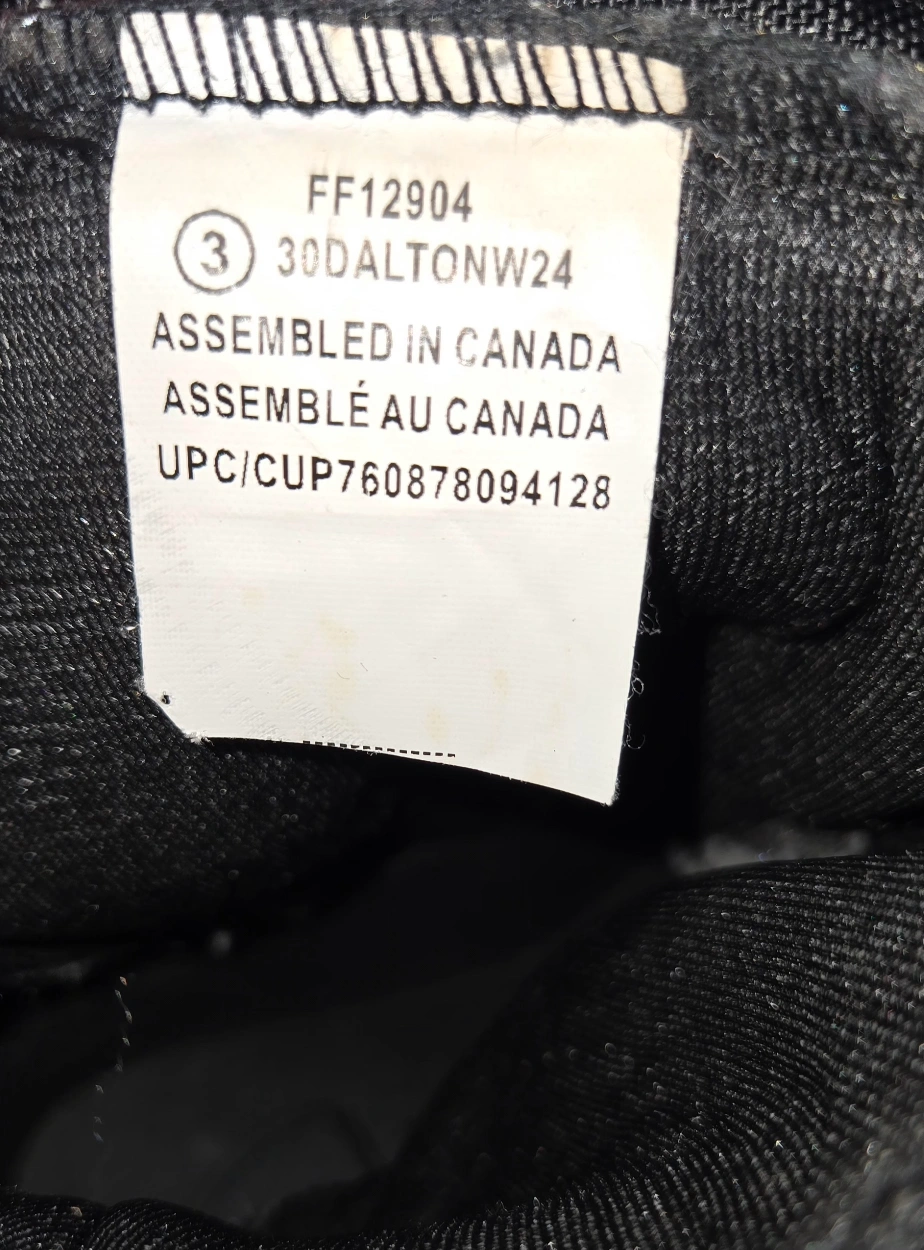 FF12904
3 30DALTONW24
ASSEMBLED IN CANADA
ASSEMBLÉ AU CANADA
UPC/CUP760878094128